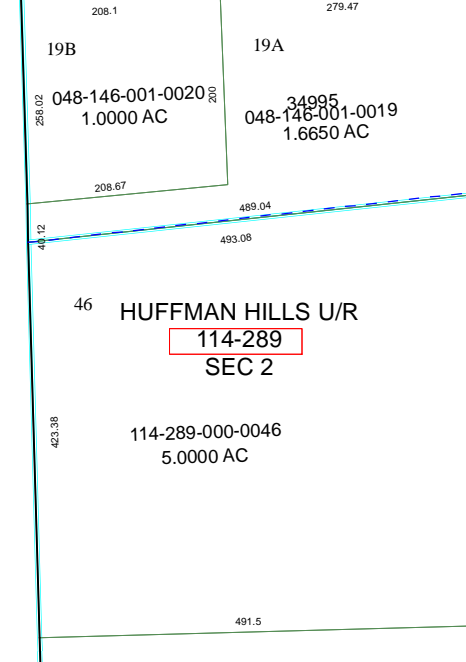 208.1
279.47
19B
19A
258.02
048-146-001-0020
1.0000 AC
200
34995
048-146-001-0019
1.6650 AC
208.67
489.04
40.12
493.08
46
HUFFMAN HILLS U/R
114-289
SEC 2
423.38
114-289-000-0046
5.0000 AC
491.5